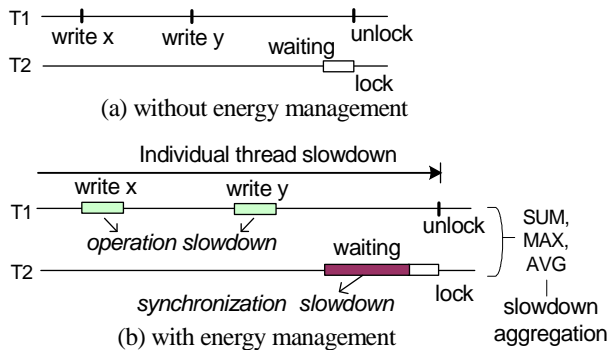 T1
write x
write y
unlock
waiting
T2
lock
(a) without energy management
Individual thread slowdown
write x
write y
T1
unlock
operation slowdown
waiting
T2
lock
synchronization slowdown
(b) with energy management
SUM,
MAX,
AVG
slowdown
aggregation